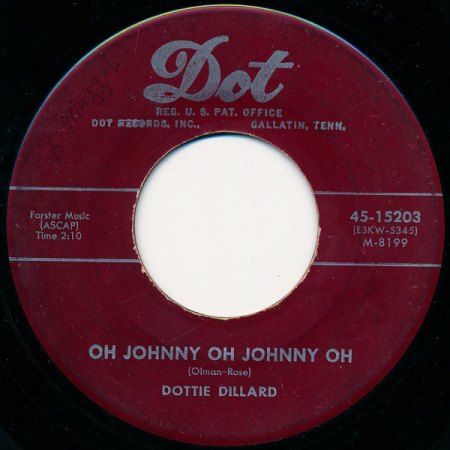 Dot
REG. U. S. PAT. OFFICE
DOT RECORDS, INC., GALLATIN, TENN.
Forster Music
(ASCAP)
Time 2:10
45-15203
(E3KW-5345)
M-8199
OH JOHNNY OH JOHNNY OH
(Olman-Rose)
DOTTIE DILLARD